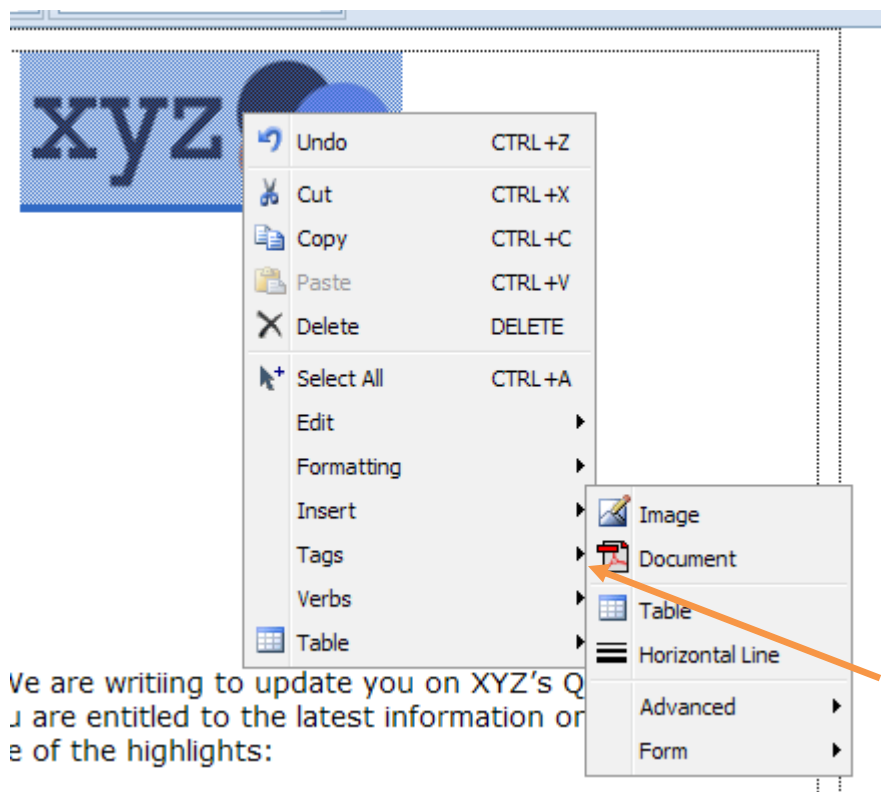 xyz
Undo CTRL+Z
Cut CTRL+X
Copy CTRL+C
Paste CTRL+V
Delete DELETE
Select All CTRL+A
Edit
Formatting
Insert
Tags
Verbs
Table
Image
Document
Table
Horizontal Line
Advanced
Form
are writiing to update you on XYZ's Q
are entitled to the latest information
e of the highlights: